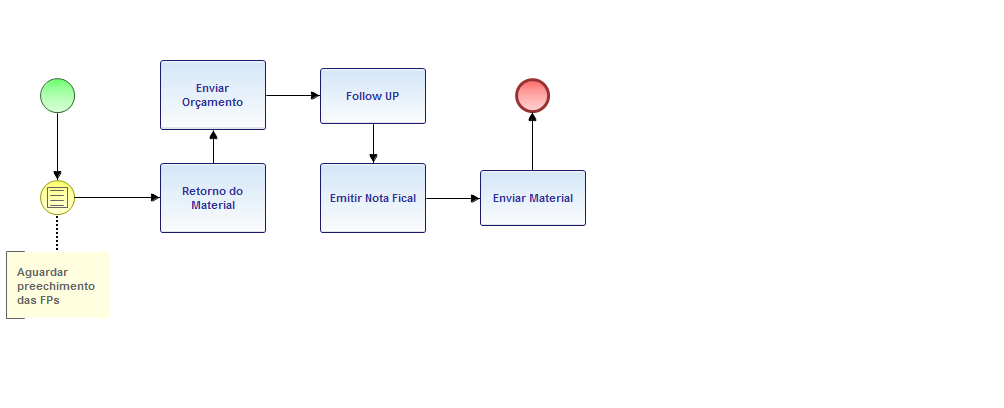 Enviar
Orçamento
Follow UP
Retorno do
Material
Emitir Nota Fical
Enviar Material
Aguardar
preechimento
das FPs